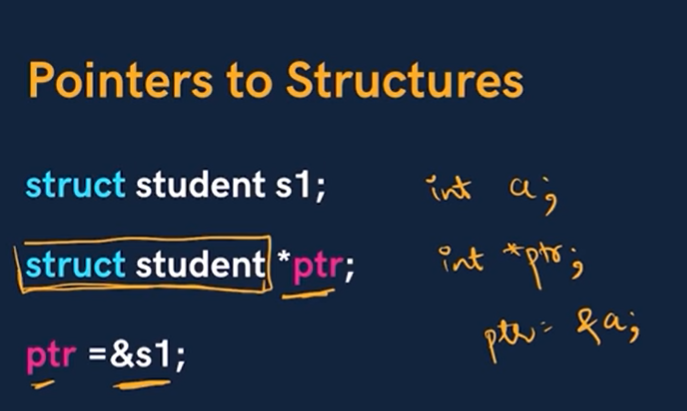 Pointers to Structures
struct student s1;
int a;
struct student *ptr;
int *ptr;
ptr =&s1;
ptr = &a;